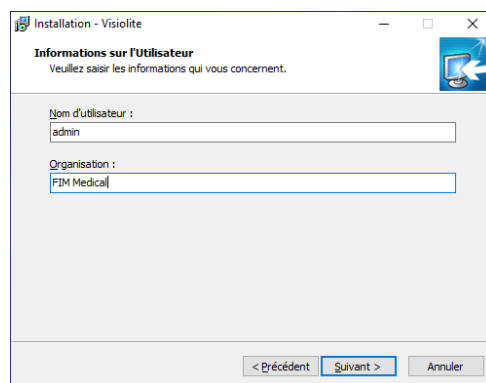 Installation - Visiolite
Informations sur l'Utilisateur
Veuillez saisir les informations qui vous concernent.
Nom d'utilisateur :
admin
Organisation :
FIM Medical
< Précédent Suivant > Annuler